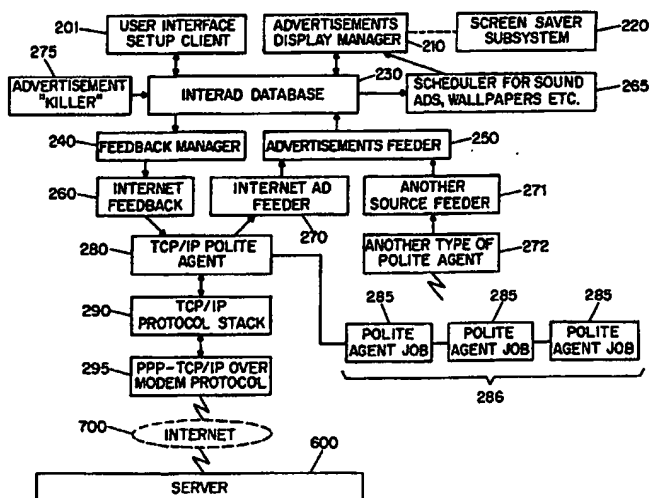 201
USER INTERFACE
SETUP CLIENT
ADVERTISEMENTS
DISPLAY MANAGER
210
SCREEN SAVER
SUBSYSTEM
220
275
ADVERTISEMENT
"KILLER"
230
INTERAD DATABASE
SCHEDULER FOR SOUND
ADS, WALLPAPERS ETC.
265
240
FEEDBACK MANAGER
ADVERTISEMENTS FEEDER
250
260
INTERNET
FEEDBACK
INTERNET AD
FEEDER
270
ANOTHER
SOURCE FEEDER
271
280
TCP/IP POLITE
AGENT
ANOTHER TYPE OF
POLITE AGENT
272
290
TCP/IP
PROTOCOL STACK
285
285
285
POLITE
AGENT JOB
POLITE
AGENT JOB
POLITE
AGENT JOB
286
295
PPP-TCP/IP OVER
MODEM PROTOCOL
700
INTERNET
600
SERVER